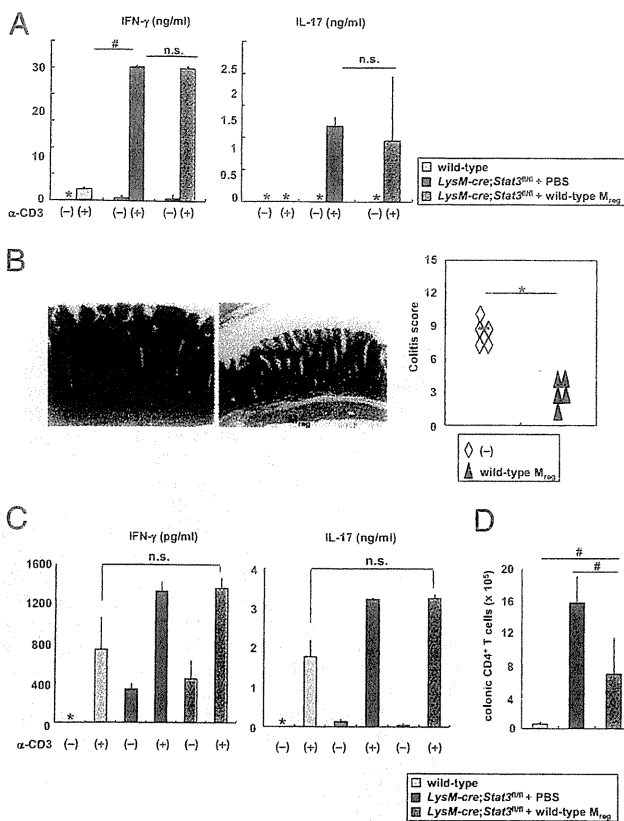 A
IFN-γ (ng/ml)
IL-17 (ng/ml)
#
n.s.
n.s.
30
20
10
0
2.5
2
1.5
1
0.5
0
*
* * * *
α-CD3
(–) (+) (–) (+) (–) (+)
(–) (+) (–) (+) (–) (+)
wild-type
LysM-cre;Stat3fl/fl + PBS
LysM-cre;Stat3fl/fl + wild-type Mreg
B
reg
Colitis score
15
12
9
6
3
0
*
(–)
wild-type Mreg
C
IFN-γ (pg/ml)
IL-17 (ng/ml)
n.s.
n.s.
1600
1200
800
400
0
4
3
2
1
0
*
*
α-CD3
(–) (+) (–) (+) (–) (+)
(–) (+) (–) (+) (–) (+)
D
colonic CD4+ T cells (x 10⁵)
#
#
20
16
12
8
4
0
wild-type
LysM-cre;Stat3fl/fl + PBS
LysM-cre;Stat3fl/fl + wild-type Mreg